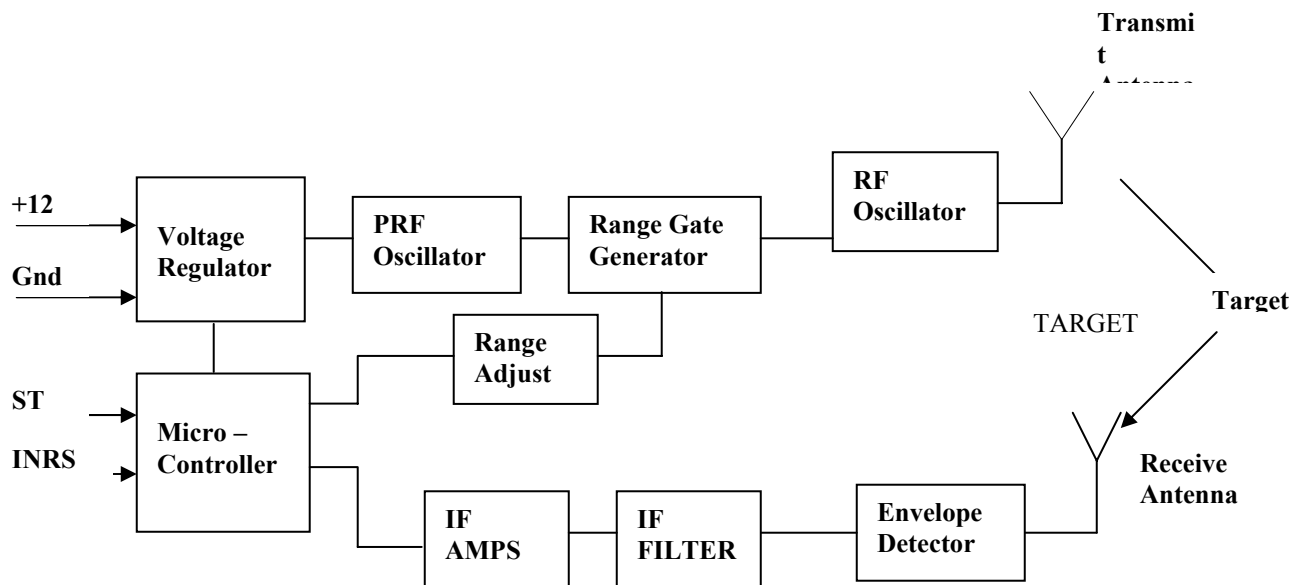 Transmi
t
+12
Gnd
Voltage
Regulator
PRF
Oscillator
Range Gate
Generator
RF
Oscillator
Target
TARGET
Range
Adjust
ST
INRS
Micro –
Controller
IF
AMPS
IF
FILTER
Envelope
Detector
Receive
Antenna